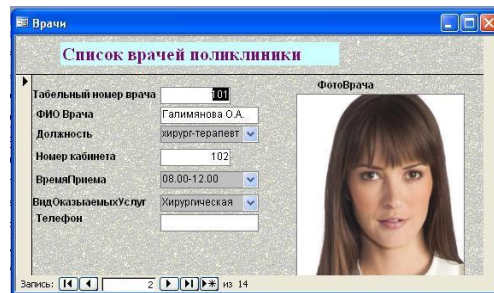 Врачи
Список врачей поликлиники
Табельный номер врача 101
ФИО Врача Галимянова О.А.
Должность хирург-терапевт
Номер кабинета 102
ВремяПриема 08.00-12.00
ВидОказыаемыхУслуг Хирургическая
Телефон
ФотоВрача
Запись: 2 из 14